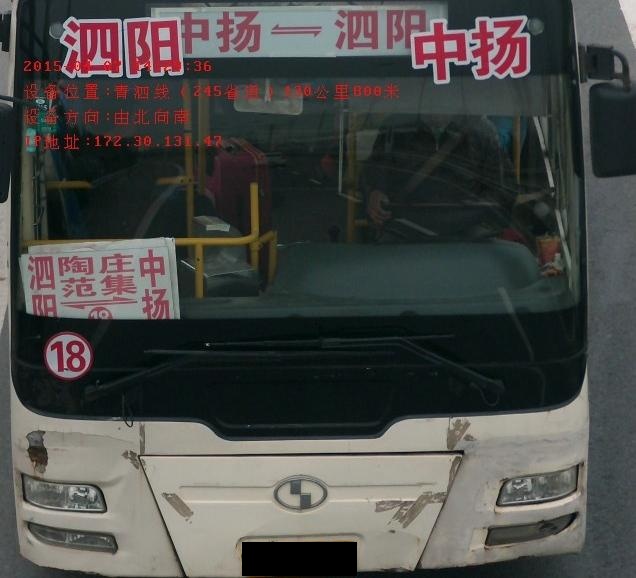 中扬 泗阳
泗阳
中扬
设备位置:青泗线(245省道)130公里800米
设备方向:由北向南
IP地址:172.30.131.47
泗阳
陶庄
范集
中扬
18